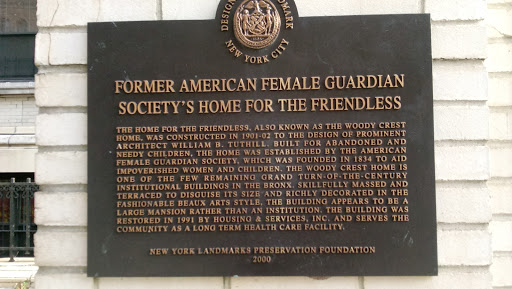 DESIGNATED LANDMARK
NEW YORK CITY
FORMER AMERICAN FEMALE GUARDIAN
SOCIETY'S HOME FOR THE FRIENDLESS
THE HOME FOR THE FRIENDLESS, ALSO KNOWN AS THE WOODY CREST
HOME, WAS CONSTRUCTED IN 1901-02 TO THE DESIGN OF PROMINENT
ARCHITECT WILLIAM B. TUTHILL. BUILT FOR ABANDONED AND
NEEDY CHILDREN, THE HOME WAS ESTABLISHED BY THE AMERICAN
FEMALE GUARDIAN SOCIETY, WHICH WAS FOUNDED IN 1834 TO AID
IMPOVERISHED WOMEN AND CHILDREN. THE WOODY CREST HOME IS
ONE OF THE FEW REMAINING GRAND TURN-OF-THE-CENTURY
INSTITUTIONAL BUILDINGS IN THE BRONX. SKILLFULLY MASSED AND
TERRACED TO DISGUISE ITS SIZE AND RICHLY DECORATED IN THE
FASHIONABLE BEAUX ARTS STYLE, THE BUILDING APPEARS TO BE A
LARGE MANSION RATHER THAN AN INSTITUTION. THE BUILDING WAS
RESTORED IN 1991 BY HOUSING & SERVICES, INC. AND SERVES THE
COMMUNITY AS A LONG TERM HEALTH CARE FACILITY.
NEW YORK LANDMARKS PRESERVATION FOUNDATION
2000